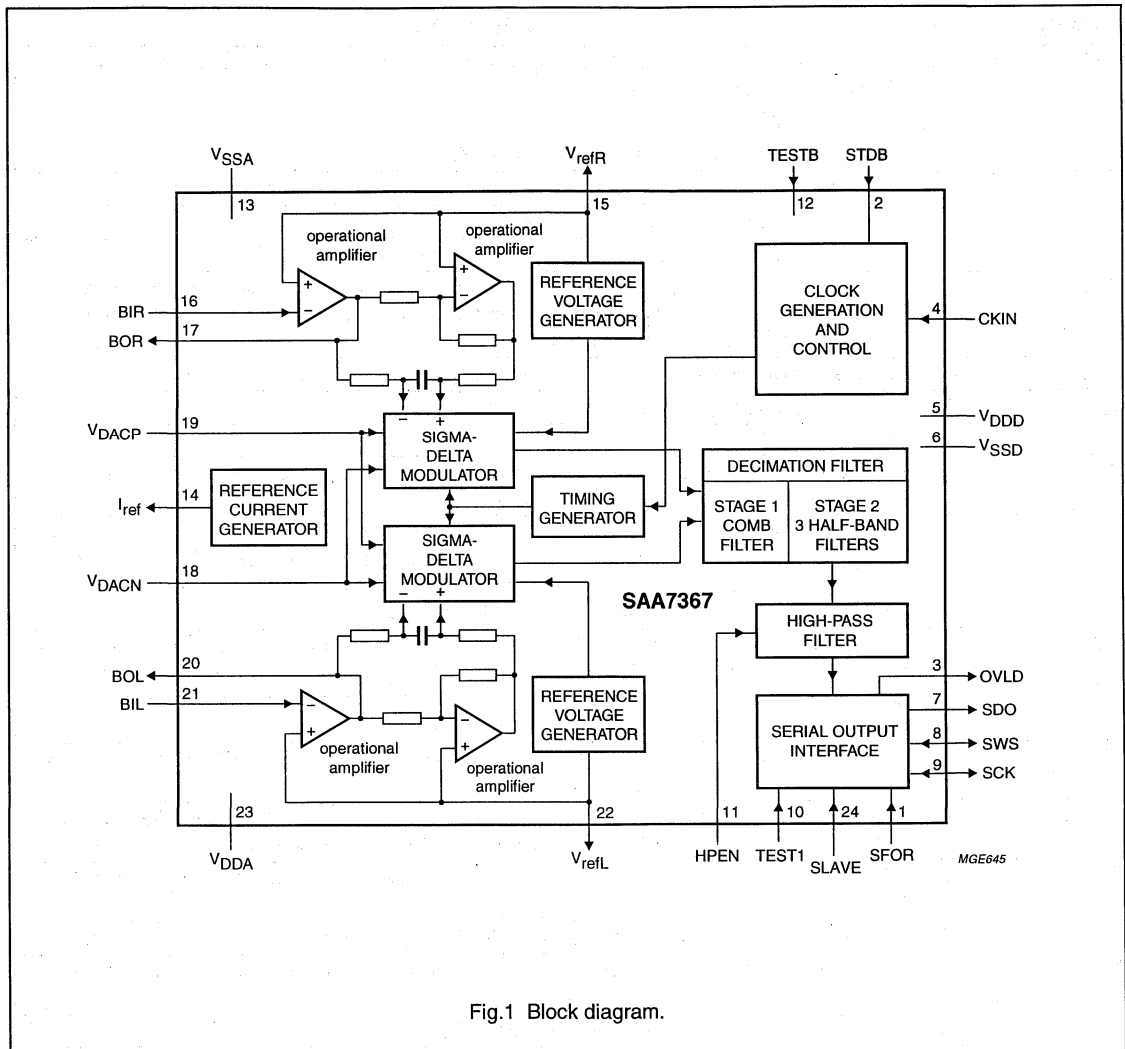 VSSA
VrefR
TESTB
STDB
13
15
12
2
operational
amplifier
operational
amplifier
+
−
+
−
REFERENCE
VOLTAGE
GENERATOR
CLOCK
GENERATION
AND
CONTROL
BIR
16
BOR
17
4
CKIN
5
VDDD
6
VSSD
−
+
VDACP
19
SIGMA-
DELTA
MODULATOR
DECIMATION FILTER
STAGE 1
COMB
FILTER
STAGE 2
3 HALF-BAND
FILTERS
Iref
14
REFERENCE
CURRENT
GENERATOR
TIMING
GENERATOR
VDACN
18
SIGMA-
DELTA
MODULATOR
−
+
SAA7367
HIGH-PASS
FILTER
BOL
20
BIL
21
−
+
−
+
operational
amplifier
operational
amplifier
REFERENCE
VOLTAGE
GENERATOR
SERIAL OUTPUT
INTERFACE
3
OVLD
7
SDO
8
SWS
9
SCK
23
22
11
10
24
1
VDDA
VrefL
HPEN
TEST1
SLAVE
SFOR
MGE645
Fig.1 Block diagram.